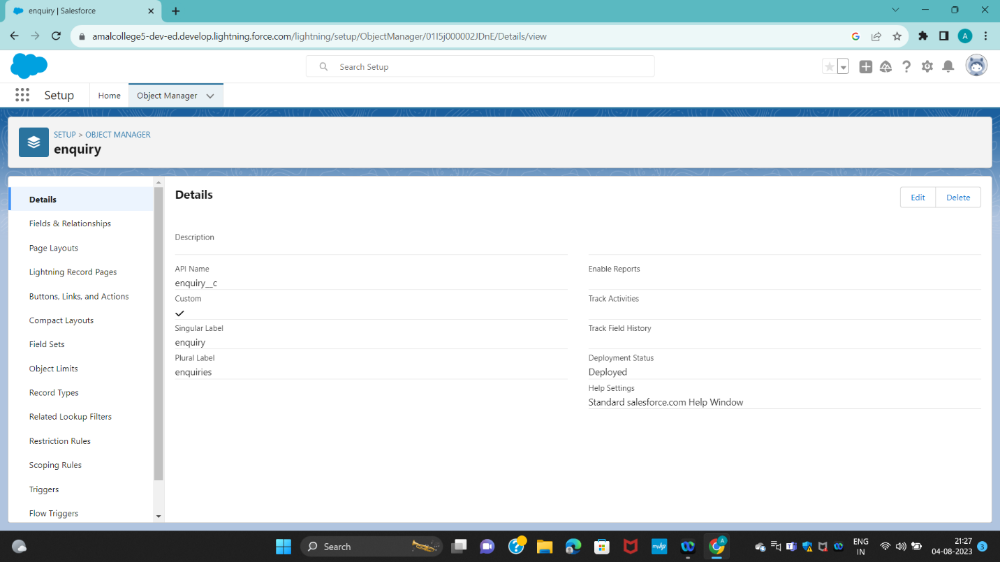 enquiry | Salesforce
amalcollege5-dev-ed.develop.lightning.force.com/lightning/setup/ObjectManager/01I5j000002JDnE/Details/view
A
Search Setup
Setup
Home
Object Manager
SETUP > OBJECT MANAGER
enquiry
Details
Fields & Relationships
Page Layouts
Lightning Record Pages
Buttons, Links, and Actions
Compact Layouts
Field Sets
Object Limits
Record Types
Related Lookup Filters
Restriction Rules
Scoping Rules
Triggers
Flow Triggers
Details
Edit
Delete
Description
API Name
enquiry__c
Custom
Singular Label
enquiry
Plural Label
enquiries
Enable Reports
Track Activities
Track Field History
Deployment Status
Deployed
Help Settings
Standard salesforce.com Help Window
Search
myhp
A
ENG
IN
21:27
04-08-2023
3